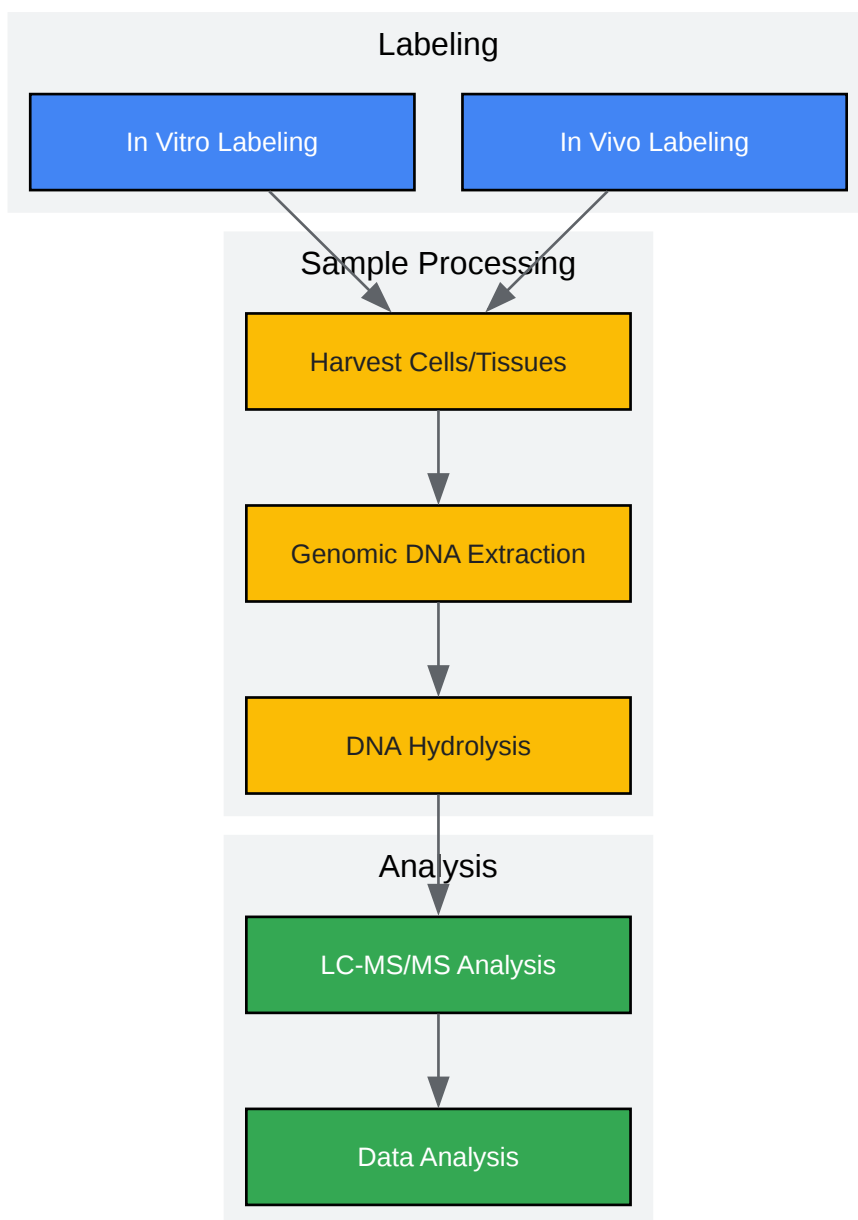 Labeling
In Vitro Labeling
In Vivo Labeling
Sample Processing
Harvest Cells/Tissues
Genomic DNA Extraction
DNA Hydrolysis
Analysis
LC-MS/MS Analysis
Data Analysis